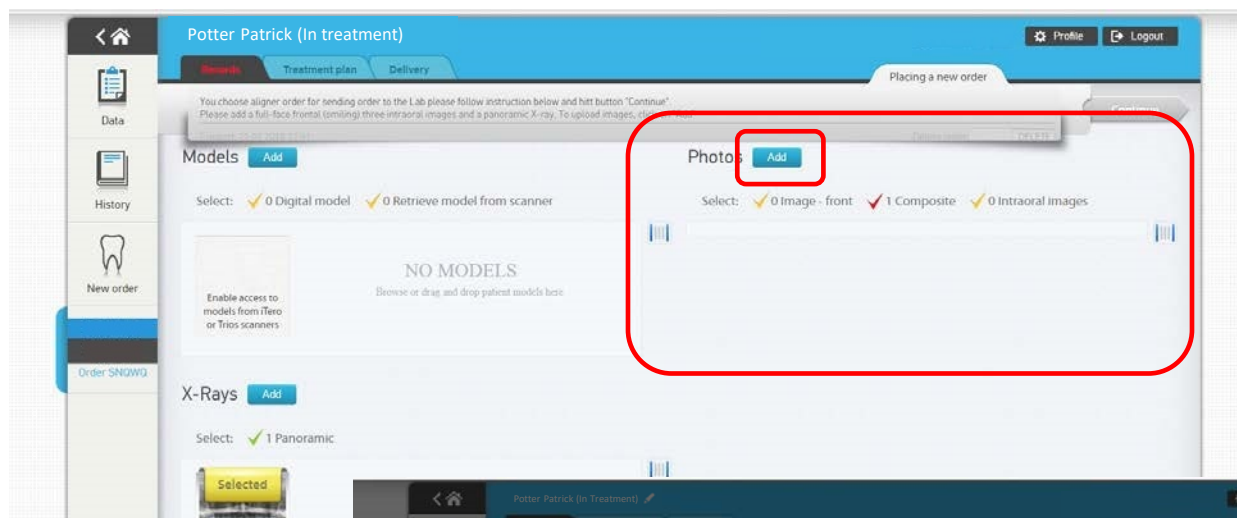 Potter Patrick (In treatment)
Profile
Logout
Records
Treatment plan
Delivery
Placing a new order
You choose aligner order for sending order to the Lab please follow instruction below and hitt button "Continue".
Please add a full-face frontal (smiling) three intraoral images and a panoramic X-ray. To upload images,
Continue
DELETE
Data
History
New order
Order SNQWQ
Models
Add
Select:
0 Digital model
0 Retrieve model from scanner
Enable access to
models from iTero
or Trios scanners
NO MODELS
Browse or drag and drop patient models here
Photos
Add
Select:
0 Image - front
1 Composite
0 Intraoral images
X-Rays
Add
Select:
1 Panoramic
Selected
Potter Patrick (In Treatment)